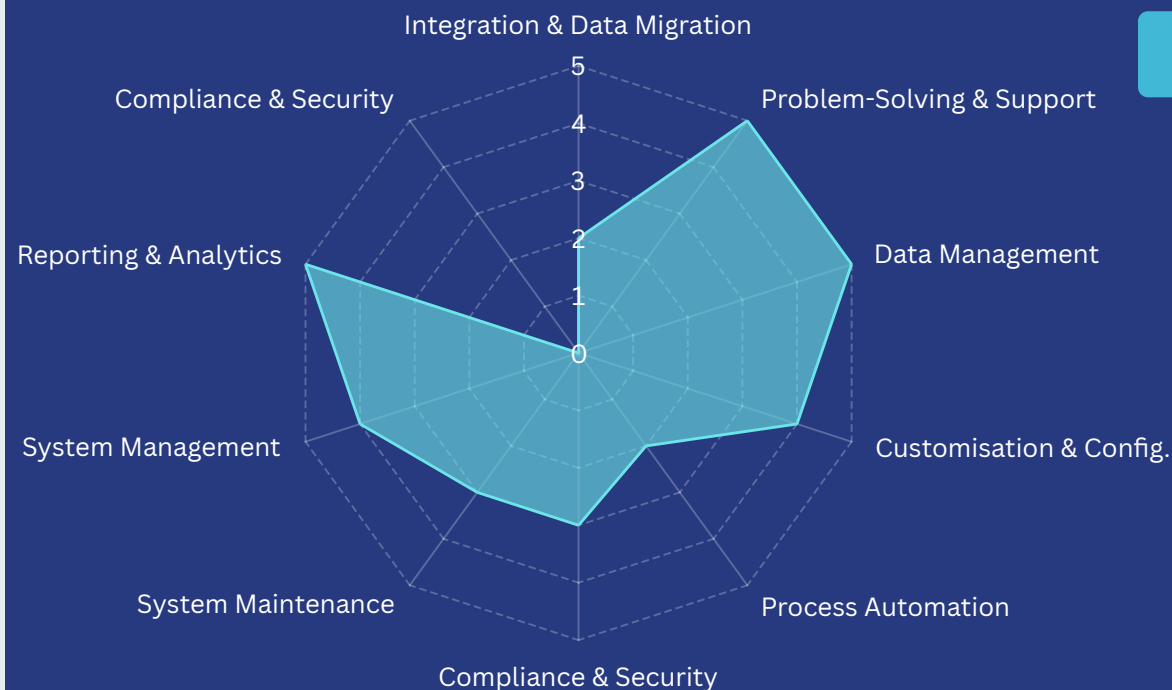 Integration & Data Migration
Compliance & Security
Problem-Solving & Support
Reporting & Analytics
Data Management
System Management
Customisation & Config.
System Maintenance
Process Automation
Compliance & Security
5
4
3
2
1
0